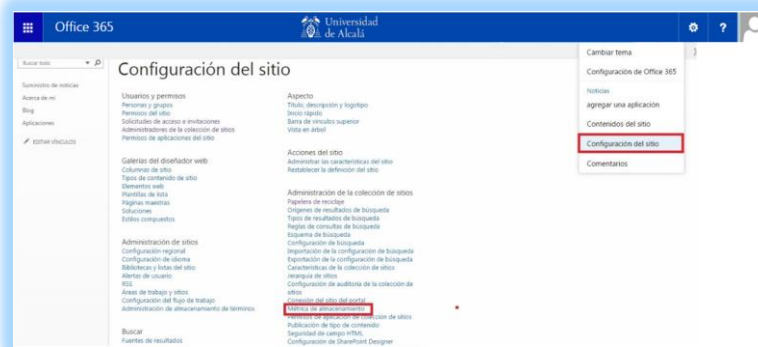 Office 365
Universidad
de Alcalá
?
Buscar todo
Suministro de noticias
Acerca de mí
Blog
Aplicaciones
EDITAR VÍNCULOS
Configuración del sitio
Usuarios y permisos
Personas y grupos
Permisos del sitio
Solicitudes de acceso e invitaciones
Administradores de la colección de sitios
Permisos de aplicaciones del sitio
Galerías del diseñador web
Columnas de sitio
Tipos de contenido de sitio
Elementos web
Plantillas de lista
Páginas maestras
Soluciones
Estilos compuestos
Administración de sitios
Configuración regional
Configuración de idioma
Bibliotecas y listas del sitio
Alertas de usuario
RSS
Áreas de trabajo y sitios
Configuración del flujo de trabajo
Administración de almacenamiento de términos
Buscar
Fuentes de resultados
Aspecto
Título, descripción y logotipo
Inicio rápido
Barra de vínculos superior
Vista en árbol
Acciones del sitio
Administrar las características del sitio
Restablecer la definición del sitio
Administración de la colección de sitios
Papelera de reciclaje
Orígenes de resultados de búsqueda
Tipos de resultados de búsqueda
Reglas de consultas de búsqueda
Esquema de búsqueda
Configuración de búsqueda
Importación de la configuración de búsqueda
Exportación de la configuración de búsqueda
Características de la colección de sitios
Jerarquía de sitios
Configuración de auditoría de la colección de
sitios
Conexión del sitio del portal
Métrica de almacenamiento
Permisos de aplicación de colección de sitios
Publicación de tipo de contenido
Seguridad de campo HTML
Configuración de SharePoint Designer
Cambiar tema
Configuración de Office 365
Noticias
agregar una aplicación
Contenidos del sitio
Configuración del sitio
Comentarios